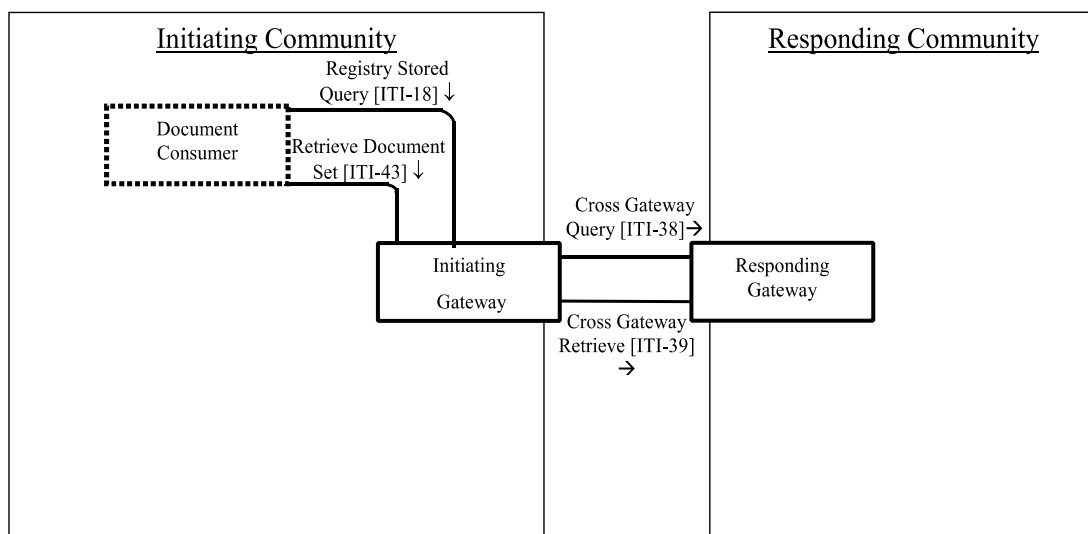 Initiating Community
Responding Community
Registry Stored
Query [ITI-18] ↓
Document
Consumer
Retrieve Document
Set [ITI-43] ↓
Cross Gateway
Query [ITI-38]→
Initiating
Gateway
Responding
Gateway
Cross Gateway
Retrieve [ITI-39]
→